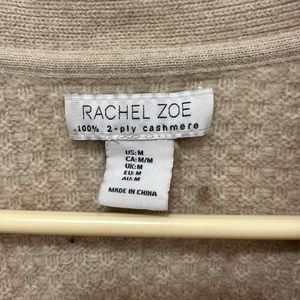 RACHEL ZOE
100% 2-ply cashmere
US:M
CA:M/M
UK:M
EU:M
AU:M
MADE IN CHINA